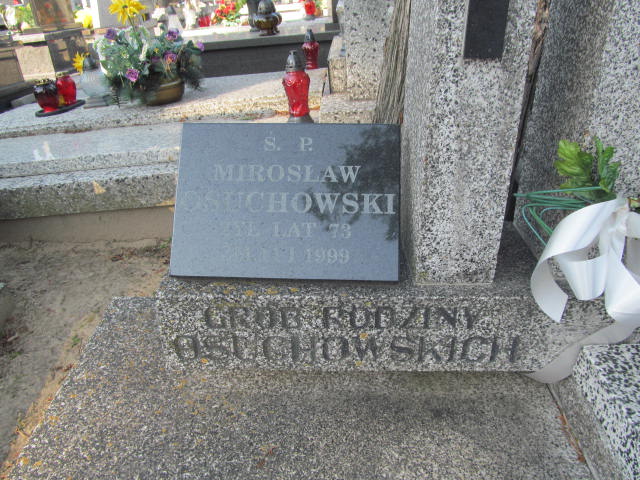 Ś. P.
MIROSŁAW
OSUCHOWSKI
ŻYŁ LAT 73
1999
GRÓB RODZINY
OSUCHOWSKICH